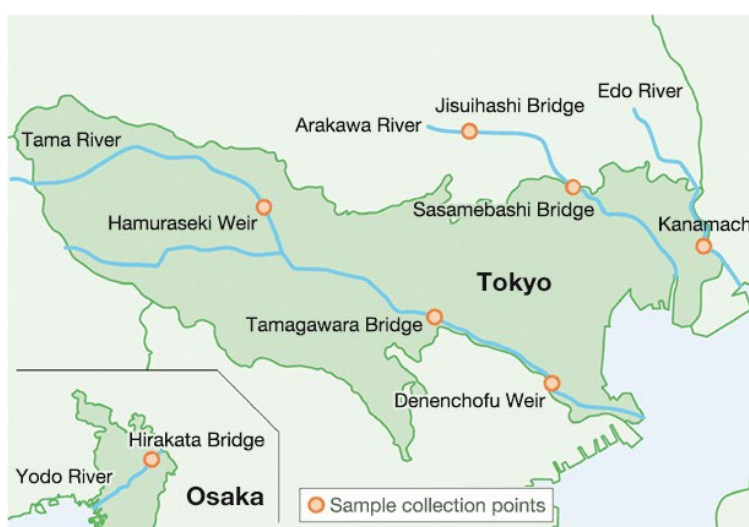 Edo River
Jisuihashi Bridge
Arakawa River
Tama River
Sasamebashi Bridge
Hamuraseki Weir
Kanamach
Tokyo
Tamagawara Bridge
Denenchofu Weir
Hirakata Bridge
Yodo River
Osaka
Sample collection points